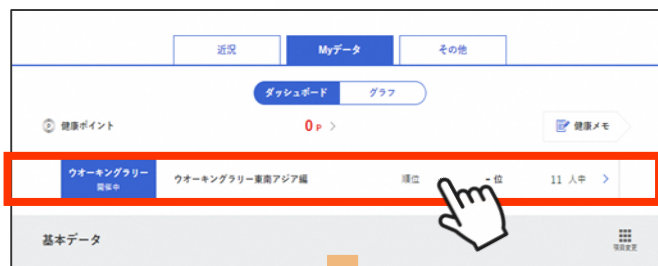 近況 Myデータ その他
ダッシュボード グラフ
健康ポイント 0 P 健康メモ
ウオーキングラリー
開催中
ウオーキングラリー東南アジア編 順位 - 位 11 人中
基本データ
項目変更